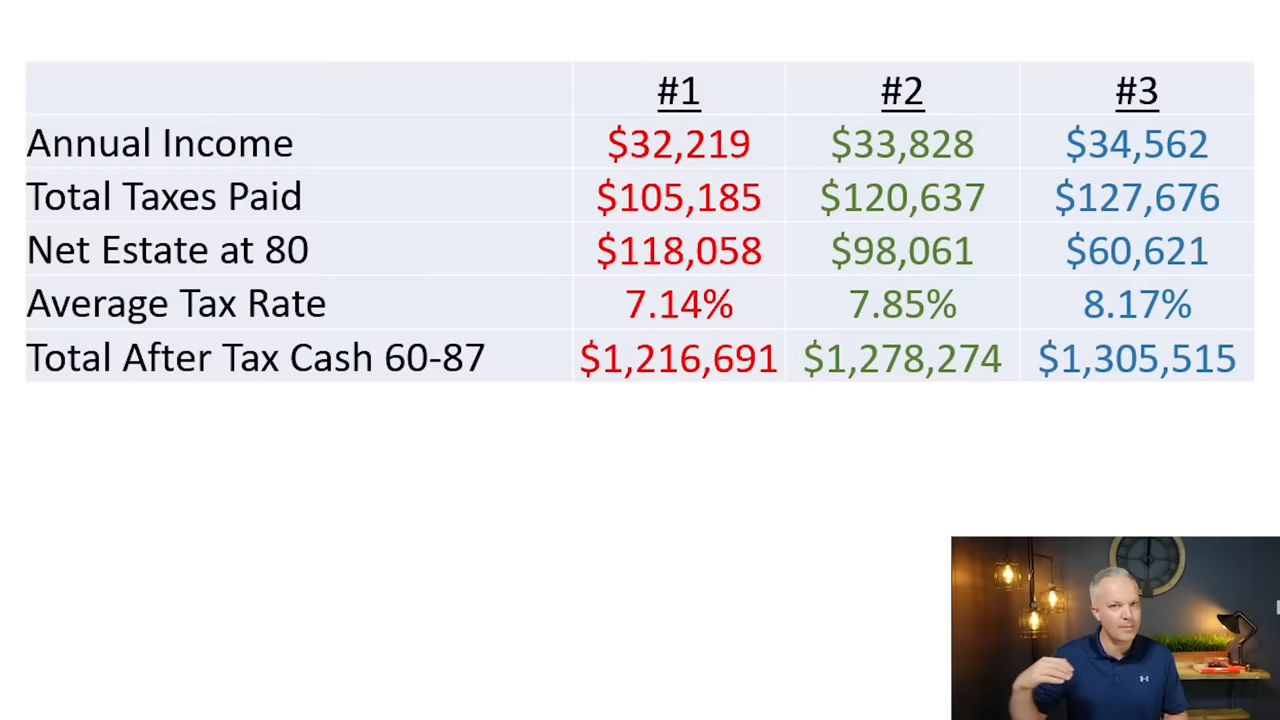 #1 #2 #3
Annual Income $32,219 $33,828 $34,562
Total Taxes Paid $105,185 $120,637 $127,676
Net Estate at 80 $118,058 $98,061 $60,621
Average Tax Rate 7.14% 7.85% 8.17%
Total After Tax Cash 60-87 $1,216,691 $1,278,274 $1,305,515